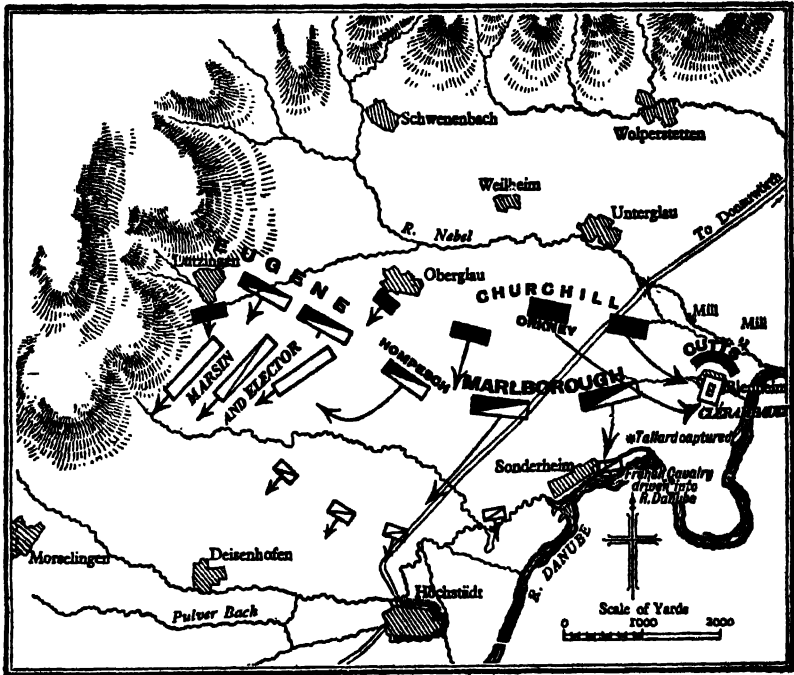 Schwenenbach
Wolperstetten
Weilheim
Unterglau
To Donauwörth
R. Nebel
Lutzingen
EUGENE
Oberglau
CHURCHILL
ORKNEY
Mill
Mill
CUTTS
HOMPESCH
MARLBOROUGH
Blenheim
MARSIN
AND ELECTOR
Tallard captured
Sonderheim
French Cavalry
driven into
R. Danube
Morselingen
Deisenhofen
R. DANUBE
Höchstädt
Pulver Bach
Scale of Yards
0 1000 2000